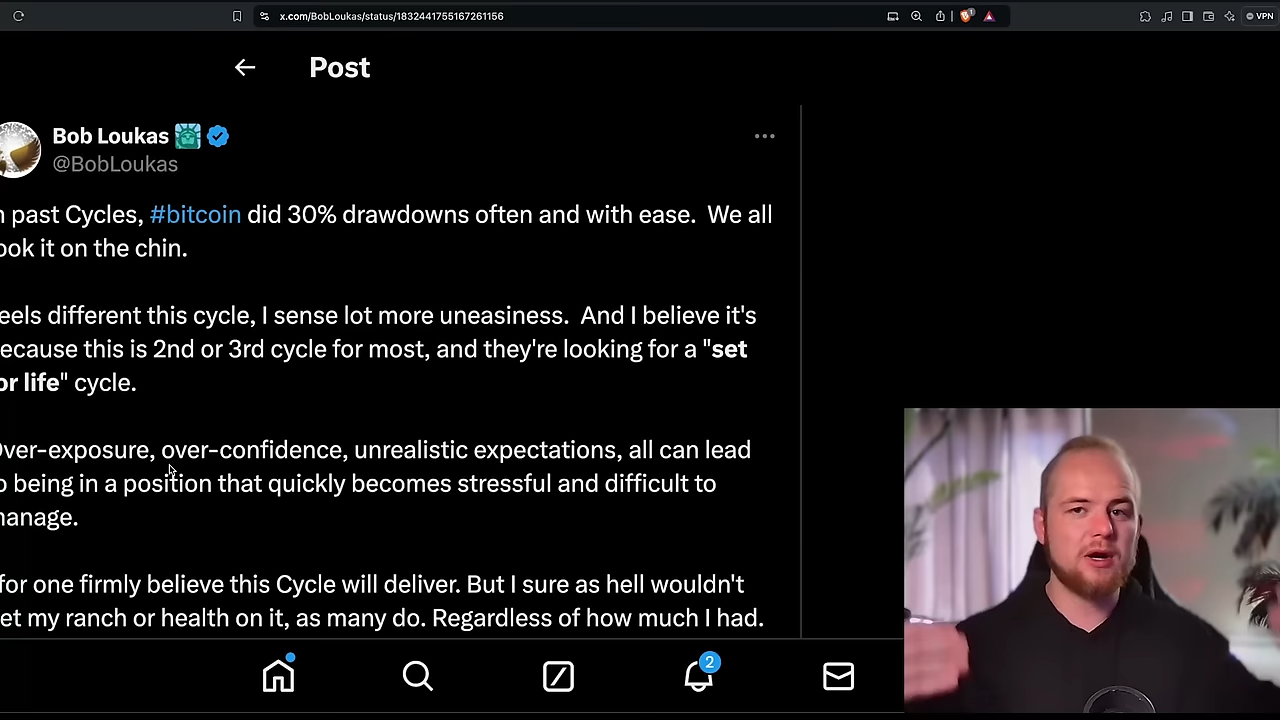 x.com/BobLoukas/status/1832441755167261156
1
VPN
Post
Bob Loukas
@BobLoukas
n past Cycles, #bitcoin did 30% drawdowns often and with ease. We all
ook it on the chin.
eels different this cycle, I sense lot more uneasiness. And I believe it's
ecause this is 2nd or 3rd cycle for most, and they're looking for a "set
or life" cycle.
Over-exposure, over-confidence, unrealistic expectations, all can lead
o being in a position that quickly becomes stressful and difficult to
nanage.
for one firmly believe this Cycle will deliver. But I sure as hell wouldn't
et my ranch or health on it, as many do. Regardless of how much I had.
2